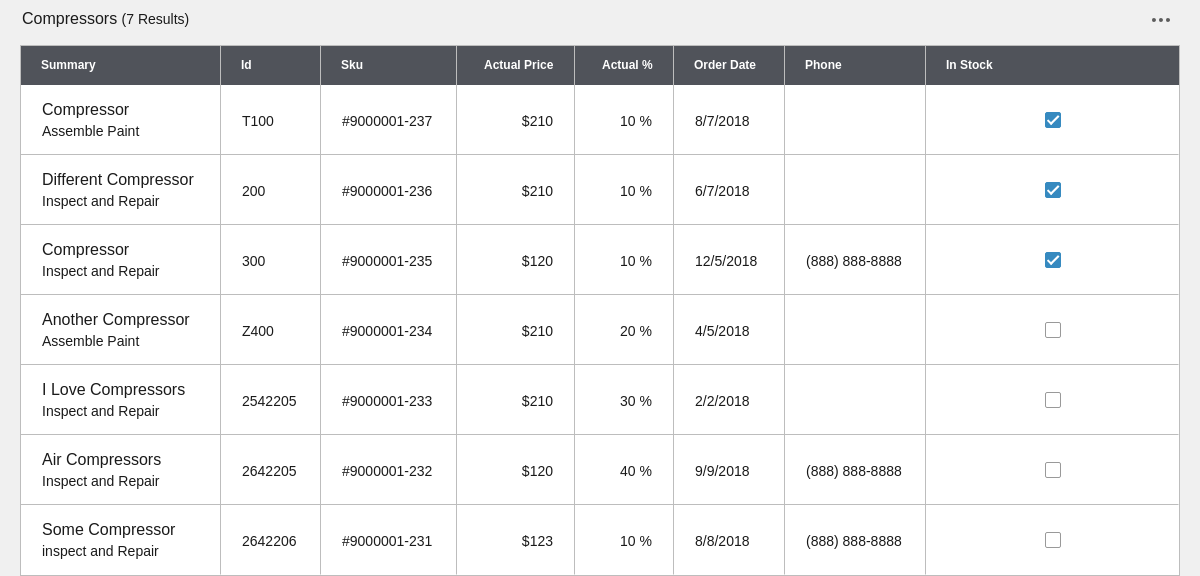 Compressors (7 Results)
Summary Id Sku Actual Price Actual % Order Date Phone In Stock
Compressor
Assemble Paint
T100 #9000001-237 $210 10 % 8/7/2018
Different Compressor
Inspect and Repair
200 #9000001-236 $210 10 % 6/7/2018
Compressor
Inspect and Repair
300 #9000001-235 $120 10 % 12/5/2018 (888) 888-8888
Another Compressor
Assemble Paint
Z400 #9000001-234 $210 20 % 4/5/2018
I Love Compressors
Inspect and Repair
2542205 #9000001-233 $210 30 % 2/2/2018
Air Compressors
Inspect and Repair
2642205 #9000001-232 $120 40 % 9/9/2018 (888) 888-8888
Some Compressor
inspect and Repair
2642206 #9000001-231 $123 10 % 8/8/2018 (888) 888-8888